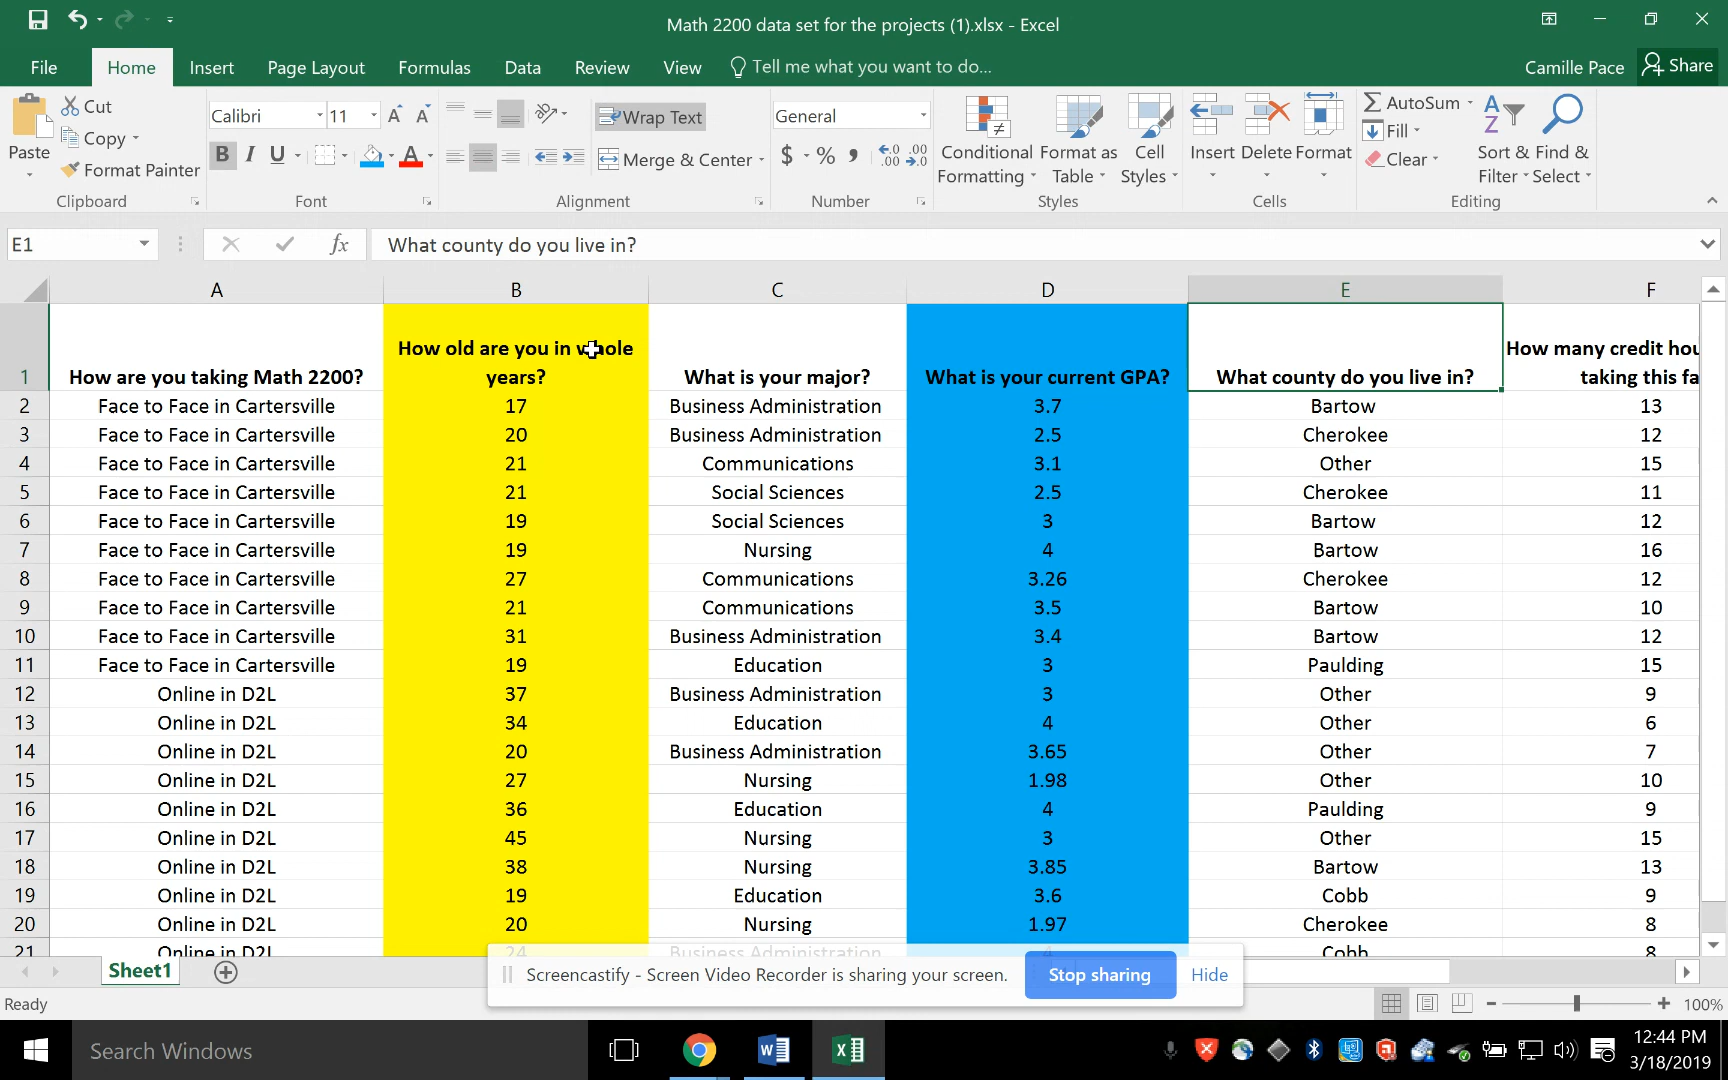 Math 2200 data set for the projects (1).xlsx - Excel
File Home Insert Page Layout Formulas Data Review View Tell me what you want to do... Camille Pace Share
Paste Cut Copy Format Painter Clipboard
Calibri 11 B I U A Font
Wrap Text Merge & Center Alignment
General $ % Number
Conditional Formatting Format as Table Cell Styles Styles
Insert Delete Format Cells
AutoSum Fill Clear Sort & Filter Find & Select Editing
E1 fx What county do you live in?
A B C D E F
1 How are you taking Math 2200? How old are you in whole years? What is your major? What is your current GPA? What county do you live in? How many credit hou taking this fa
2 Face to Face in Cartersville 17 Business Administration 3.7 Bartow 13
3 Face to Face in Cartersville 20 Business Administration 2.5 Cherokee 12
4 Face to Face in Cartersville 21 Communications 3.1 Other 15
5 Face to Face in Cartersville 21 Social Sciences 2.5 Cherokee 11
6 Face to Face in Cartersville 19 Social Sciences 3 Bartow 12
7 Face to Face in Cartersville 19 Nursing 4 Bartow 16
8 Face to Face in Cartersville 27 Communications 3.26 Cherokee 12
9 Face to Face in Cartersville 21 Communications 3.5 Bartow 10
10 Face to Face in Cartersville 31 Business Administration 3.4 Bartow 12
11 Face to Face in Cartersville 19 Education 3 Paulding 15
12 Online in D2L 37 Business Administration 3 Other 9
13 Online in D2L 34 Education 4 Other 6
14 Online in D2L 20 Business Administration 3.65 Other 7
15 Online in D2L 27 Nursing 1.98 Other 10
16 Online in D2L 36 Education 4 Paulding 9
17 Online in D2L 45 Nursing 3 Other 15
18 Online in D2L 38 Nursing 3.85 Bartow 13
19 Online in D2L 19 Education 3.6 Cobb 9
20 Online in D2L 20 Nursing 1.97 Cherokee 8
21 Online in D2L 24 Business Administration 4 Cobb 8
Sheet1
Screencastify - Screen Video Recorder is sharing your screen. Stop sharing Hide
Ready 100%
Search Windows
12:44 PM
3/18/2019